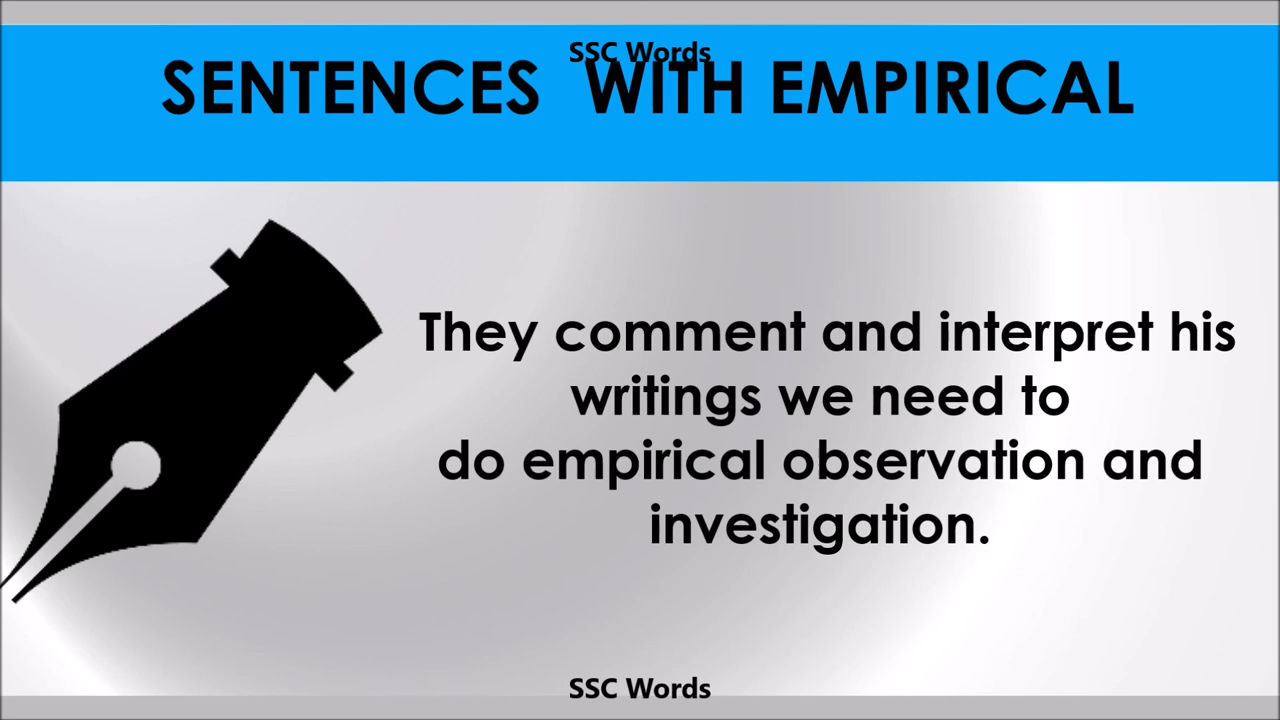 SSC Words
SENTENCES WITH EMPIRICAL
They comment and interpret his
writings we need to
do empirical observation and
investigation.
SSC Words